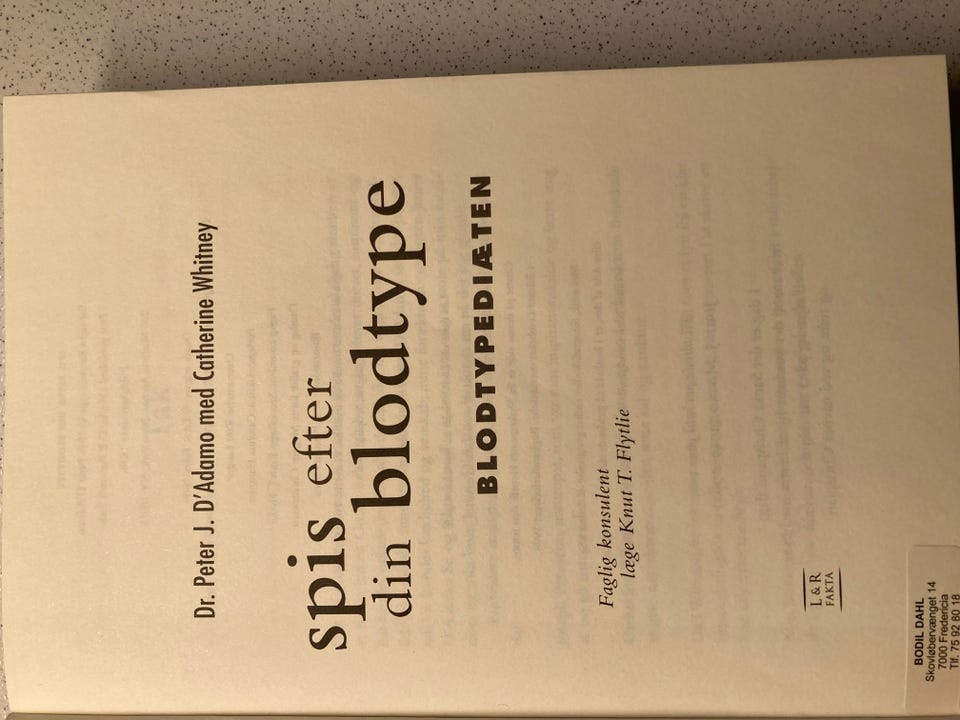 Dr. Peter J. D'Adamo med Catherine Whitney
spis efter
din blodtype
BLODTYPEDIÆTEN
Faglig konsulent
læge Knut T. Flytlie
L & R
FAKTA
BODIL DAHL
Skovløbervænget 14
7000 Fredericia
Tlf. 75 92 80 18